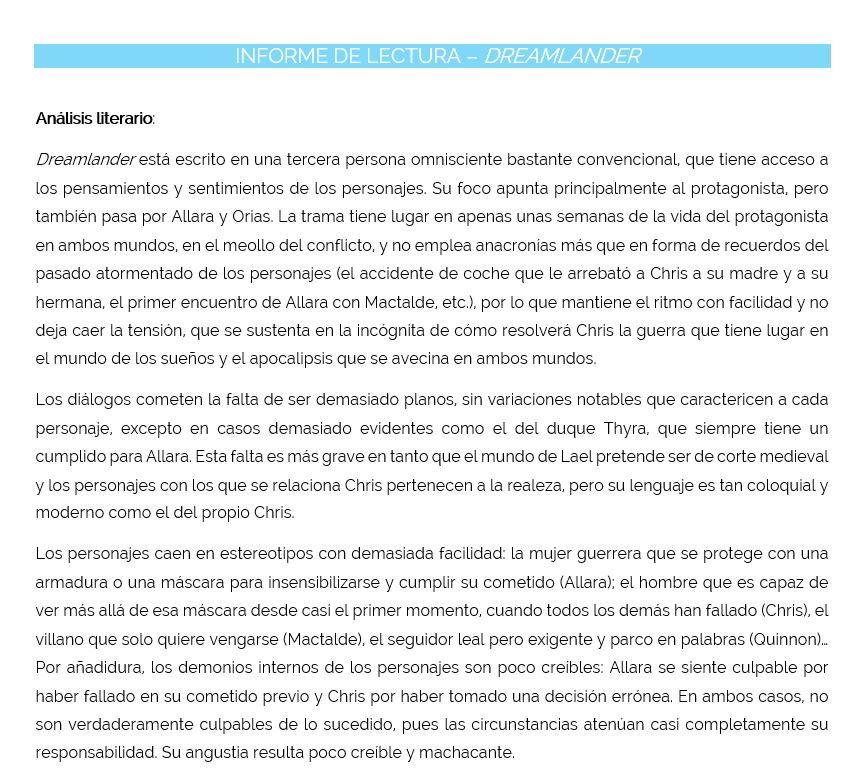 INFORME DE LECTURA – DREAMLANDER
Análisis literario:
Dreamlander está escrito en una tercera persona omnisciente bastante convencional, que tiene acceso a
los pensamientos y sentimientos de los personajes. Su foco apunta principalmente al protagonista, pero
también pasa por Allara y Orias. La trama tiene lugar en apenas unas semanas de la vida del protagonista
en ambos mundos, en el meollo del conflicto, y no emplea anacronías más que en forma de recuerdos del
pasado atormentado de los personajes (el accidente de coche que le arrebató a Chris a su madre y a su
hermana, el primer encuentro de Allara con Mactalde, etc.), por lo que mantiene el ritmo con facilidad y no
deja caer la tensión, que se sustenta en la incógnita de cómo resolverá Chris la guerra que tiene lugar en
el mundo de los sueños y el apocalipsis que se avecina en ambos mundos.
Los diálogos cometen la falta de ser demasiado planos, sin variaciones notables que caractericen a cada
personaje, excepto en casos demasiado evidentes como el del duque Thyra, que siempre tiene un
cumplido para Allara. Esta falta es más grave en tanto que el mundo de Lael pretende ser de corte medieval
y los personajes con los que se relaciona Chris pertenecen a la realeza, pero su lenguaje es tan coloquial y
moderno como el del propio Chris.
Los personajes caen en estereotipos con demasiada facilidad: la mujer guerrera que se protege con una
armadura o una máscara para insensibilizarse y cumplir su cometido (Allara); el hombre que es capaz de
ver más allá de esa máscara desde casi el primer momento, cuando todos los demás han fallado (Chris), el
villano que solo quiere vengarse (Mactalde), el seguidor leal pero exigente y parco en palabras (Quinnon)…
Por añadidura, los demonios internos de los personajes son poco creíbles: Allara se siente culpable por
haber fallado en su cometido previo y Chris por haber tomado una decisión errónea. En ambos casos, no
son verdaderamente culpables de lo sucedido, pues las circunstancias atenúan casi completamente su
responsabilidad. Su angustia resulta poco creíble y machacante.